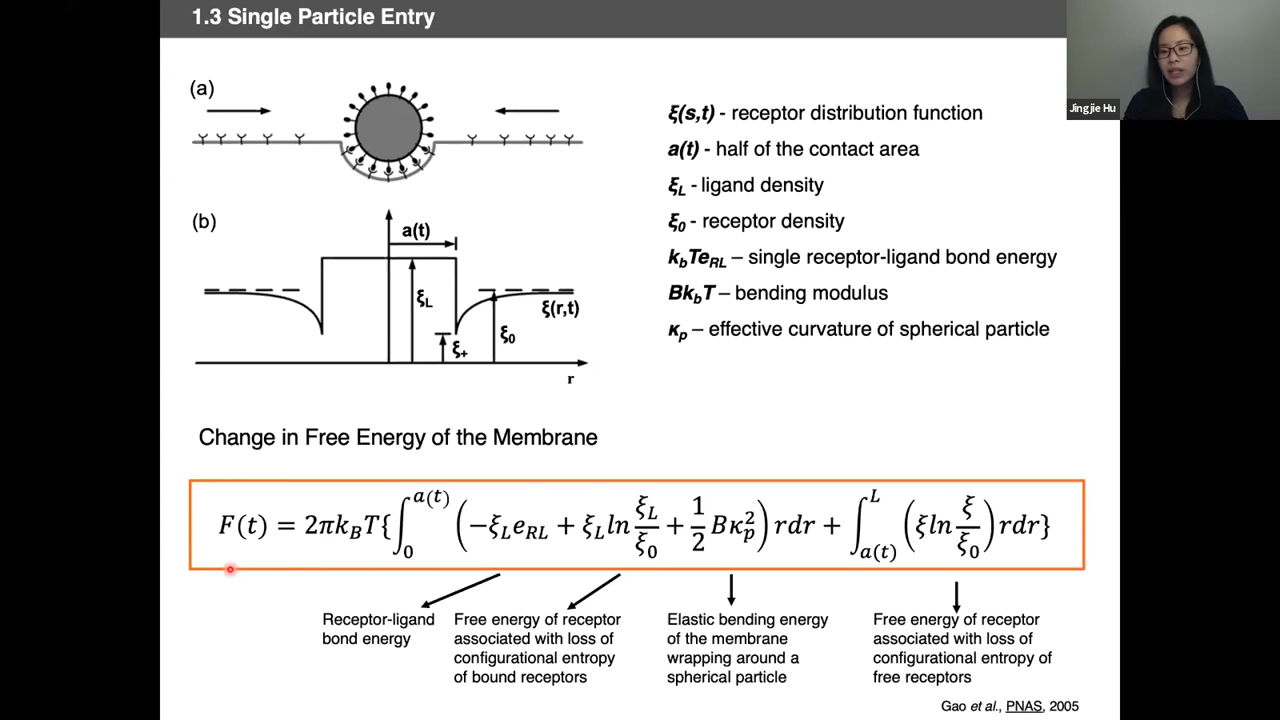 1.3 Single Particle Entry
Jingjie Hu
(a)
(b)
a(t)
ξL
ξ+
ξ0
ξ(r,t)
r
ξ(s,t) - receptor distribution function
a(t) - half of the contact area
ξL - ligand density
ξ0 - receptor density
kbTeRL – single receptor-ligand bond energy
BkbT – bending modulus
κp – effective curvature of spherical particle
Change in Free Energy of the Membrane
F(t) = 2πkBT{∫₀^a(t) (−ξLeRL + ξL ln ξL/ξ0 + 1/2 Bκp²) rdr + ∫a(t)^L (ξ ln ξ/ξ0) rdr}
Receptor-ligand
bond energy
Free energy of receptor
associated with loss of
configurational entropy
of bound receptors
Elastic bending energy
of the membrane
wrapping around a
spherical particle
Free energy of receptor
associated with loss of
configurational entropy of
free receptors
Gao et al., PNAS, 2005